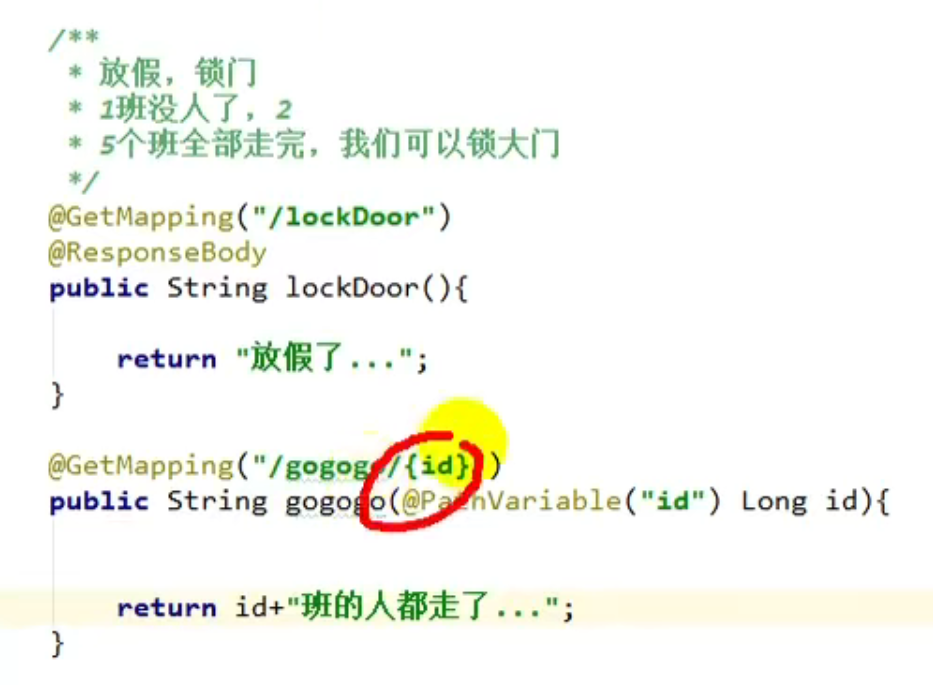 /**
* 放假，锁门
* 1班没人了，2
* 5个班全部走完，我们可以锁大门
*/
@GetMapping("/lockDoor")
@ResponseBody
public String lockDoor(){
return "放假了...";
}
@GetMapping("/gogogo/{id}")
public String gogogo(@PathVariable("id") Long id){
return id+"班的人都走了...";
}